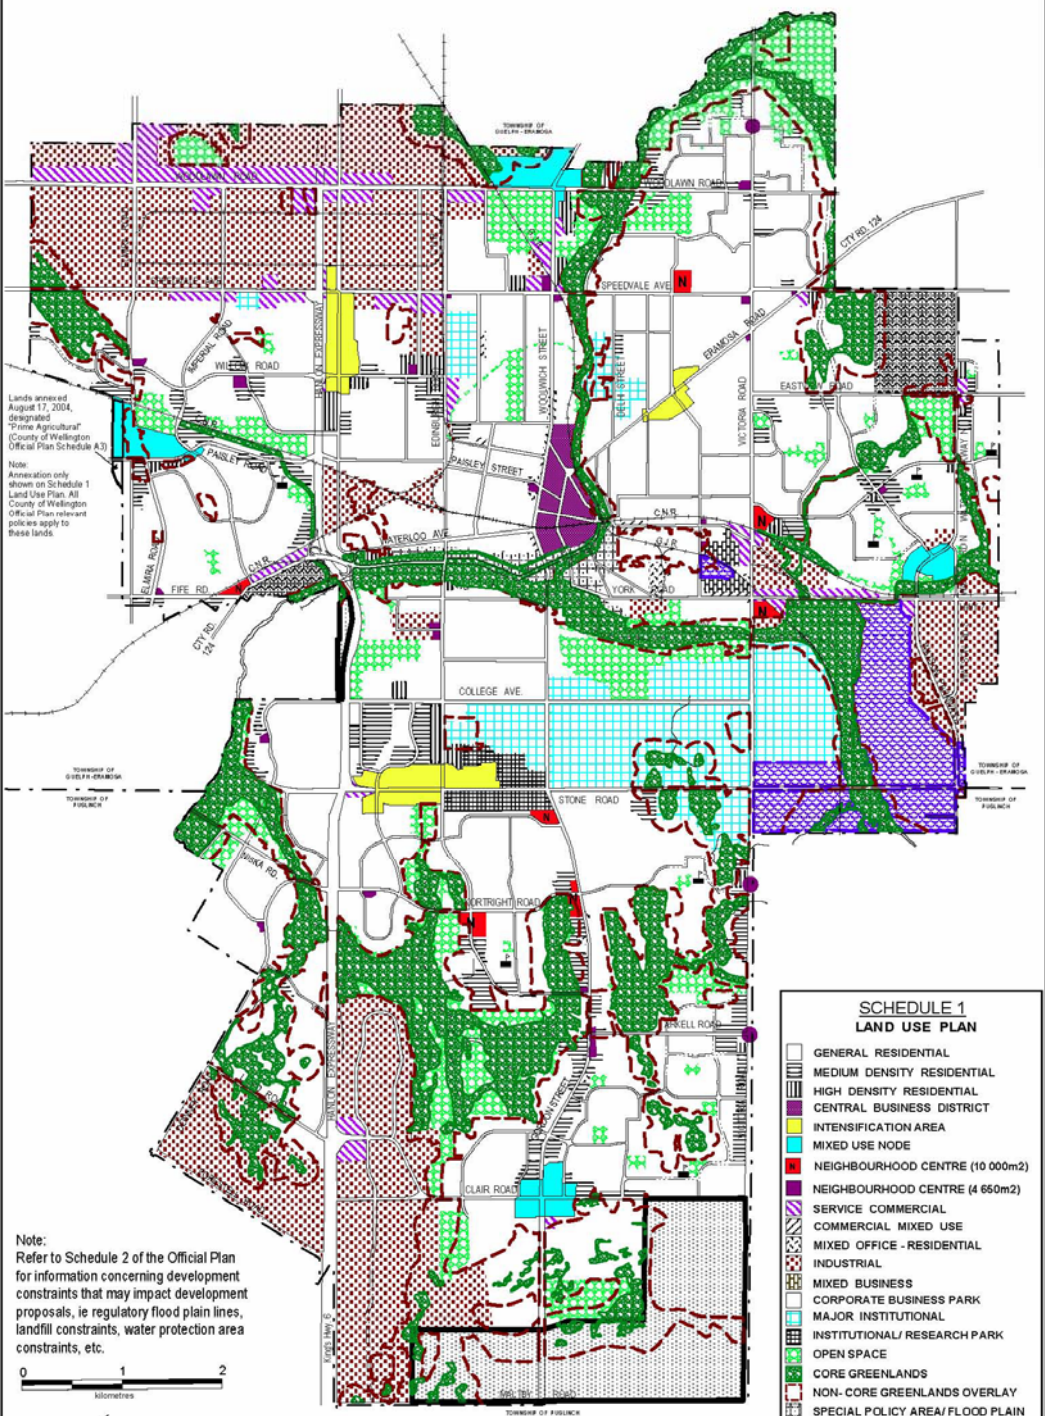 TOWNSHIP OF
GUELPH - ERAMOSA
WOODLAWN ROAD
WOODLAWN ROAD
CTY RD. 124
SPEEDVALE AVE.
IMPERIAL ROAD
HANLON EXPRESSWAY
WOOLWICH STREET
DELHI STREET
ERAMOSA ROAD
VICTORIA ROAD
WILLOW ROAD
EASTVIEW ROAD
Lands annexed
August 17, 2004,
designated
"Prime Agricultural"
(County of Wellington
Official Plan Schedule A3)
Note:
Annexation only
shown on Schedule 1
Land Use Plan. All
County of Wellington
Official Plan relevant
policies apply to
these lands
PAISLEY ROAD
PAISLEY STREET
C.N.R.
WATERLOO AVE
C.N.R.
ELMIRA ROAD
FIFE RD.
YORK ROAD
CTY RD.
124
COLLEGE AVE.
TOWNSHIP OF
GUELPH - ERAMOSA
TOWNSHIP OF
PUSLINCH
TOWNSHIP OF
GUELPH - ERAMOSA
TOWNSHIP OF
PUSLINCH
STONE ROAD
NISKA RD.
KORTRIGHT ROAD
ARKELL ROAD
HANLON EXPRESSWAY
GORDON STREET
CLAIR ROAD
King's Hwy 6
MALTBY ROAD
TOWNSHIP OF PUSLINCH
N
N
N
N
N
N
N
Note:
Refer to Schedule 2 of the Official Plan
for information concerning development
constraints that may impact development
proposals, ie regulatory flood plain lines,
landfill constraints, water protection area
constraints, etc.
0 1 2
kilometres
SCHEDULE 1
LAND USE PLAN
GENERAL RESIDENTIAL
MEDIUM DENSITY RESIDENTIAL
HIGH DENSITY RESIDENTIAL
CENTRAL BUSINESS DISTRICT
INTENSIFICATION AREA
MIXED USE NODE
N NEIGHBOURHOOD CENTRE (10 000m2)
NEIGHBOURHOOD CENTRE (4 650m2)
SERVICE COMMERCIAL
COMMERCIAL MIXED USE
MIXED OFFICE - RESIDENTIAL
INDUSTRIAL
MIXED BUSINESS
CORPORATE BUSINESS PARK
MAJOR INSTITUTIONAL
INSTITUTIONAL/ RESEARCH PARK
OPEN SPACE
CORE GREENLANDS
NON- CORE GREENLANDS OVERLAY
SPECIAL POLICY AREA/ FLOOD PLAIN